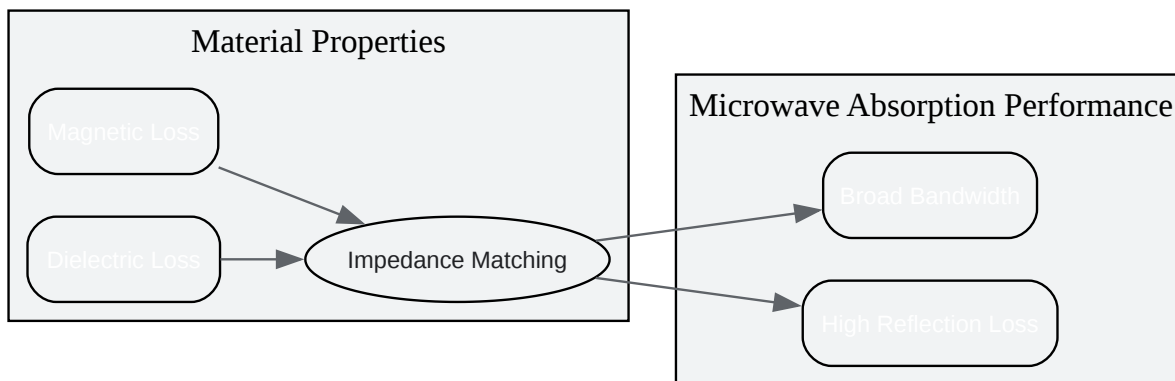 Material Properties
Magnetic Loss
Dielectric Loss
Impedance Matching
Microwave Absorption Performance
Broad Bandwidth
High Reflection Loss